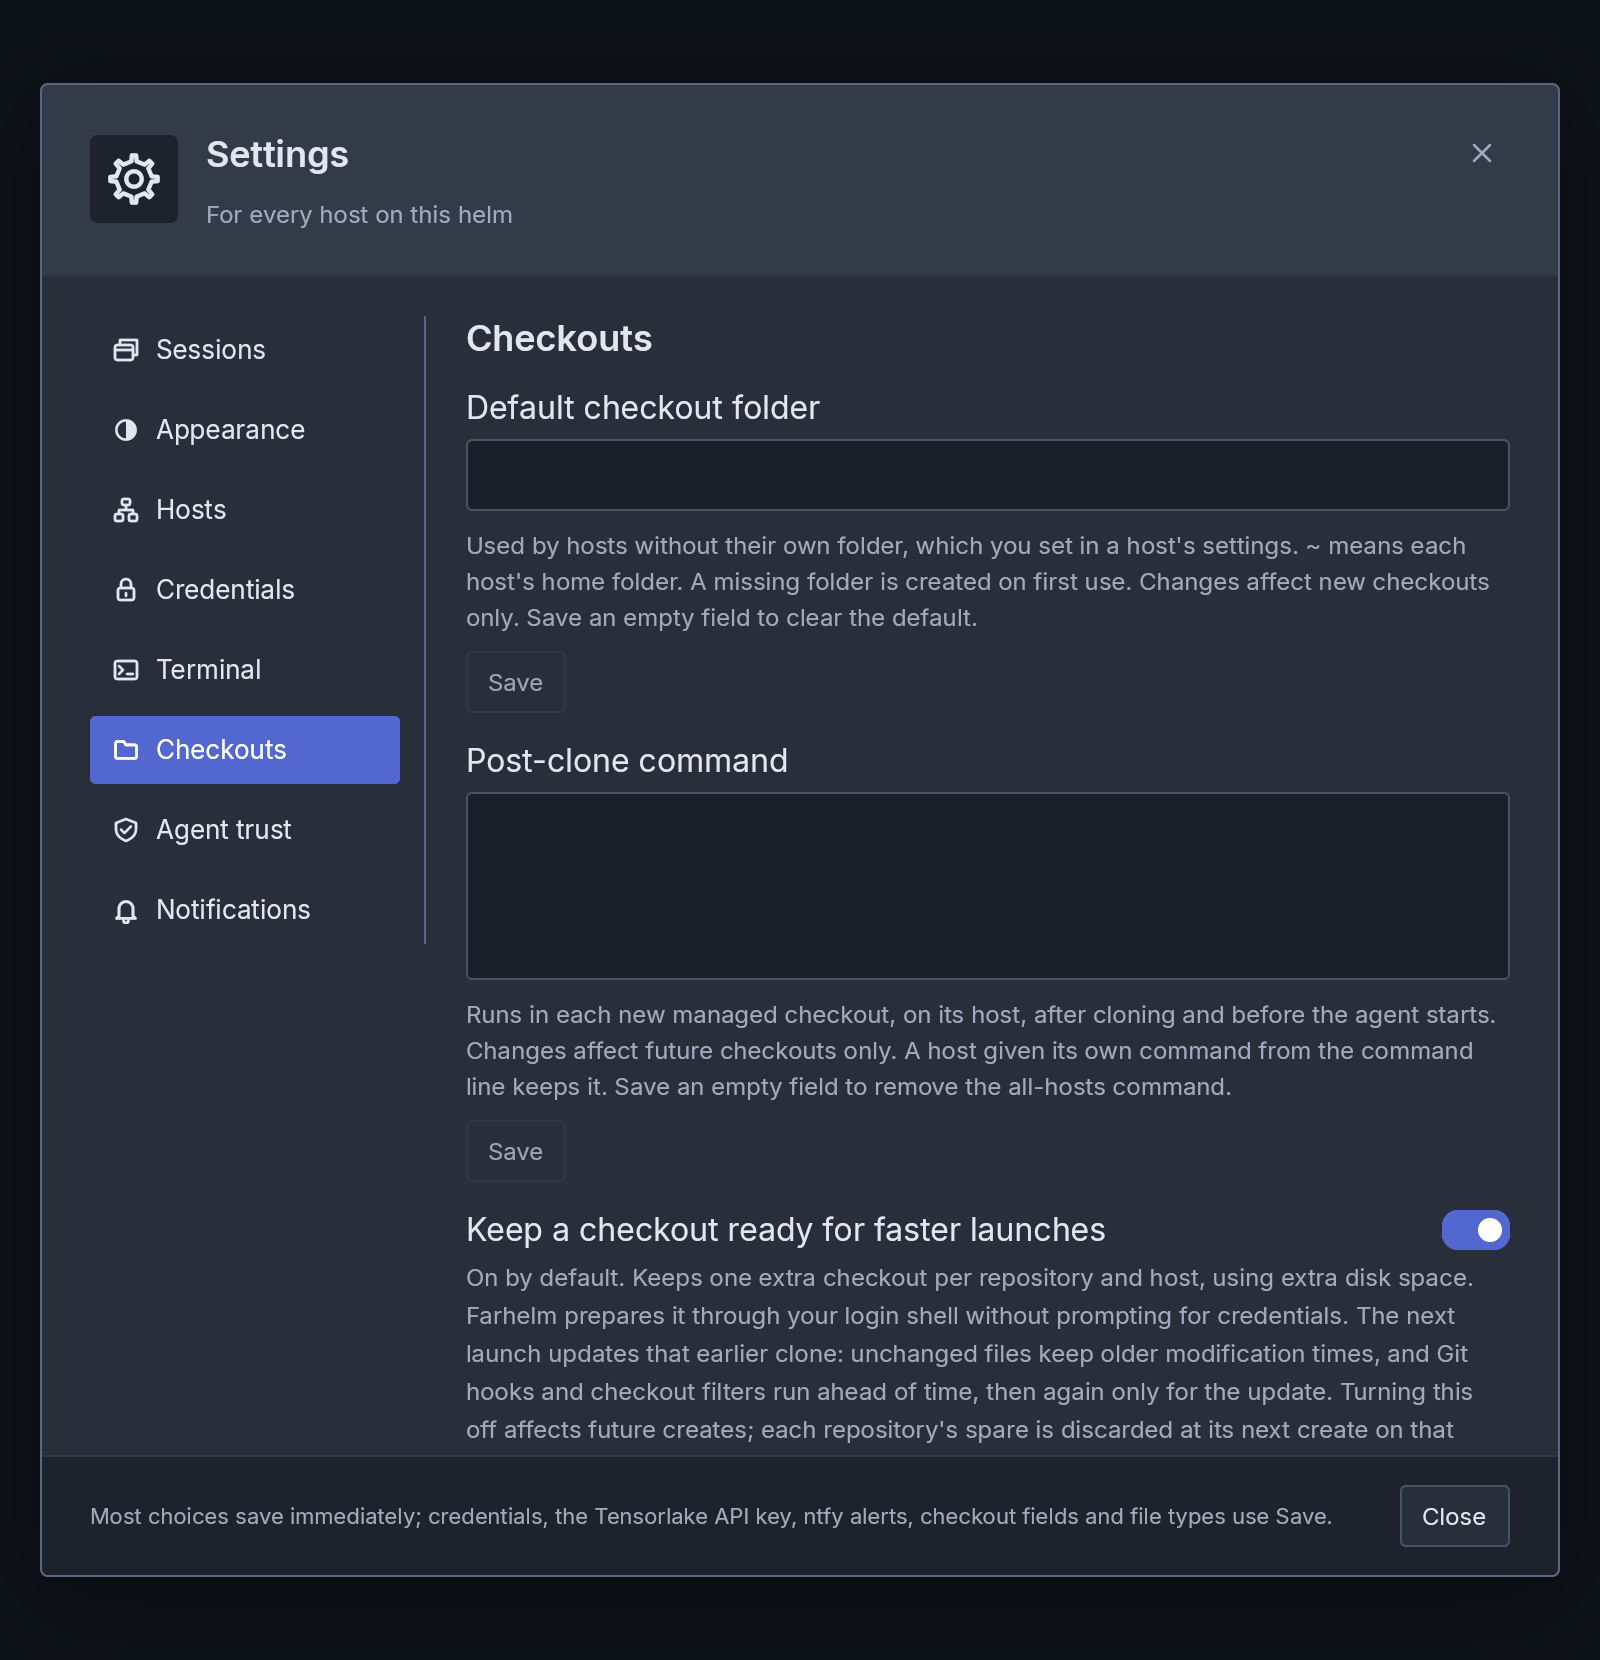 Settings
For every host on this helm
Sessions
Appearance
Hosts
Credentials
Terminal
Checkouts
Agent trust
Notifications
Checkouts
Default checkout folder
Used by hosts without their own folder, which you set in a host's settings. ~ means each
host's home folder. A missing folder is created on first use. Changes affect new checkouts
only. Save an empty field to clear the default.
Save
Post-clone command
Runs in each new managed checkout, on its host, after cloning and before the agent starts.
Changes affect future checkouts only. A host given its own command from the command
line keeps it. Save an empty field to remove the all-hosts command.
Save
Keep a checkout ready for faster launches
On by default. Keeps one extra checkout per repository and host, using extra disk space.
Farhelm prepares it through your login shell without prompting for credentials. The next
launch updates that earlier clone: unchanged files keep older modification times, and Git
hooks and checkout filters run ahead of time, then again only for the update. Turning this
off affects future creates; each repository's spare is discarded at its next create on that
Most choices save immediately; credentials, the Tensorlake API key, ntfy alerts, checkout fields and file types use Save.
Close